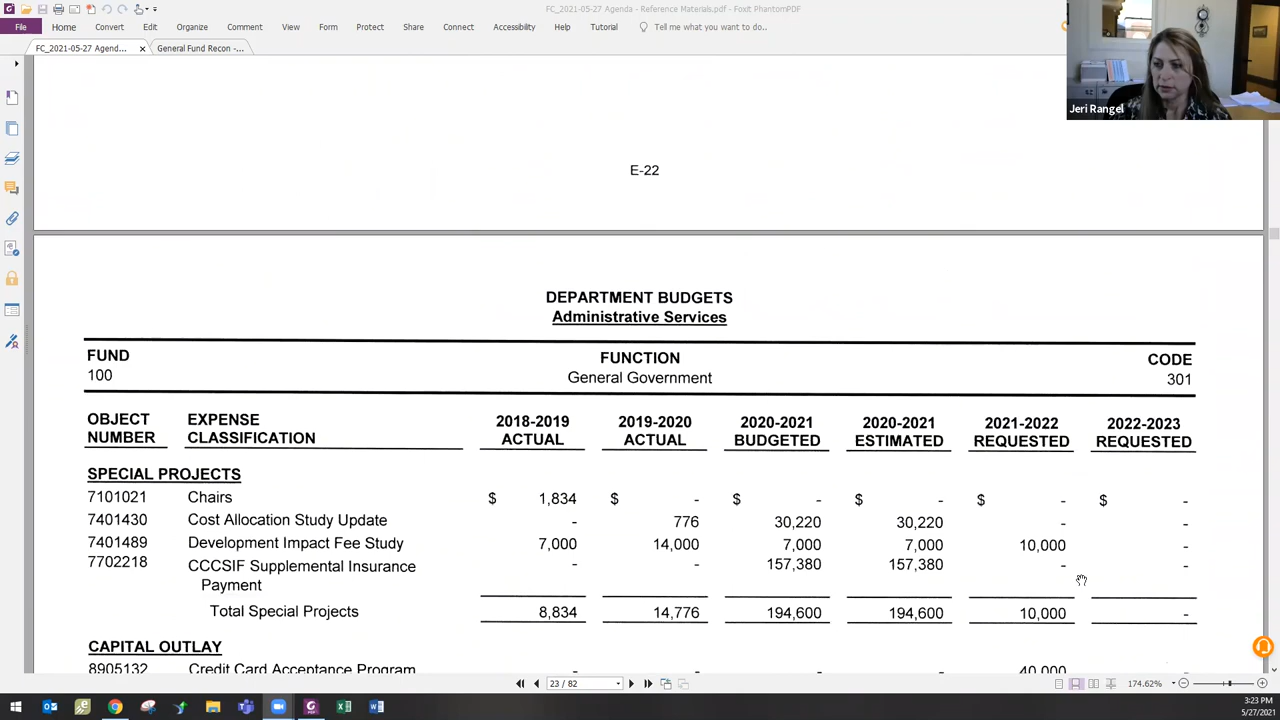 FC_2021-05-27 Agenda - Reference Materials.pdf - Foxit PhantomPDF
File Home Convert Edit Organize Comment View Form Protect Share Connect Accessibility Help Tutorial Tell me what you want to do..
FC_2021-05-27 Agend... × General Fund Recon -...
Jeri Rangel
E-22
DEPARTMENT BUDGETS
Administrative Services
FUND FUNCTION CODE
100 General Government 301
OBJECT EXPENSE 2018-2019 2019-2020 2020-2021 2020-2021 2021-2022 2022-2023
NUMBER CLASSIFICATION ACTUAL ACTUAL BUDGETED ESTIMATED REQUESTED REQUESTED
SPECIAL PROJECTS
7101021 Chairs $ 1,834 $ - $ - $ - $ - $ -
7401430 Cost Allocation Study Update - 776 30,220 30,220 - -
7401489 Development Impact Fee Study 7,000 14,000 7,000 7,000 10,000 -
7702218 CCCSIF Supplemental Insurance - - 157,380 157,380 - -
Payment
Total Special Projects 8,834 14,776 194,600 194,600 10,000 -
CAPITAL OUTLAY
8905132 Credit Card Acceptance Program - - - - 40,000 -
23 / 82 174.62%
3:23 PM
5/27/2021